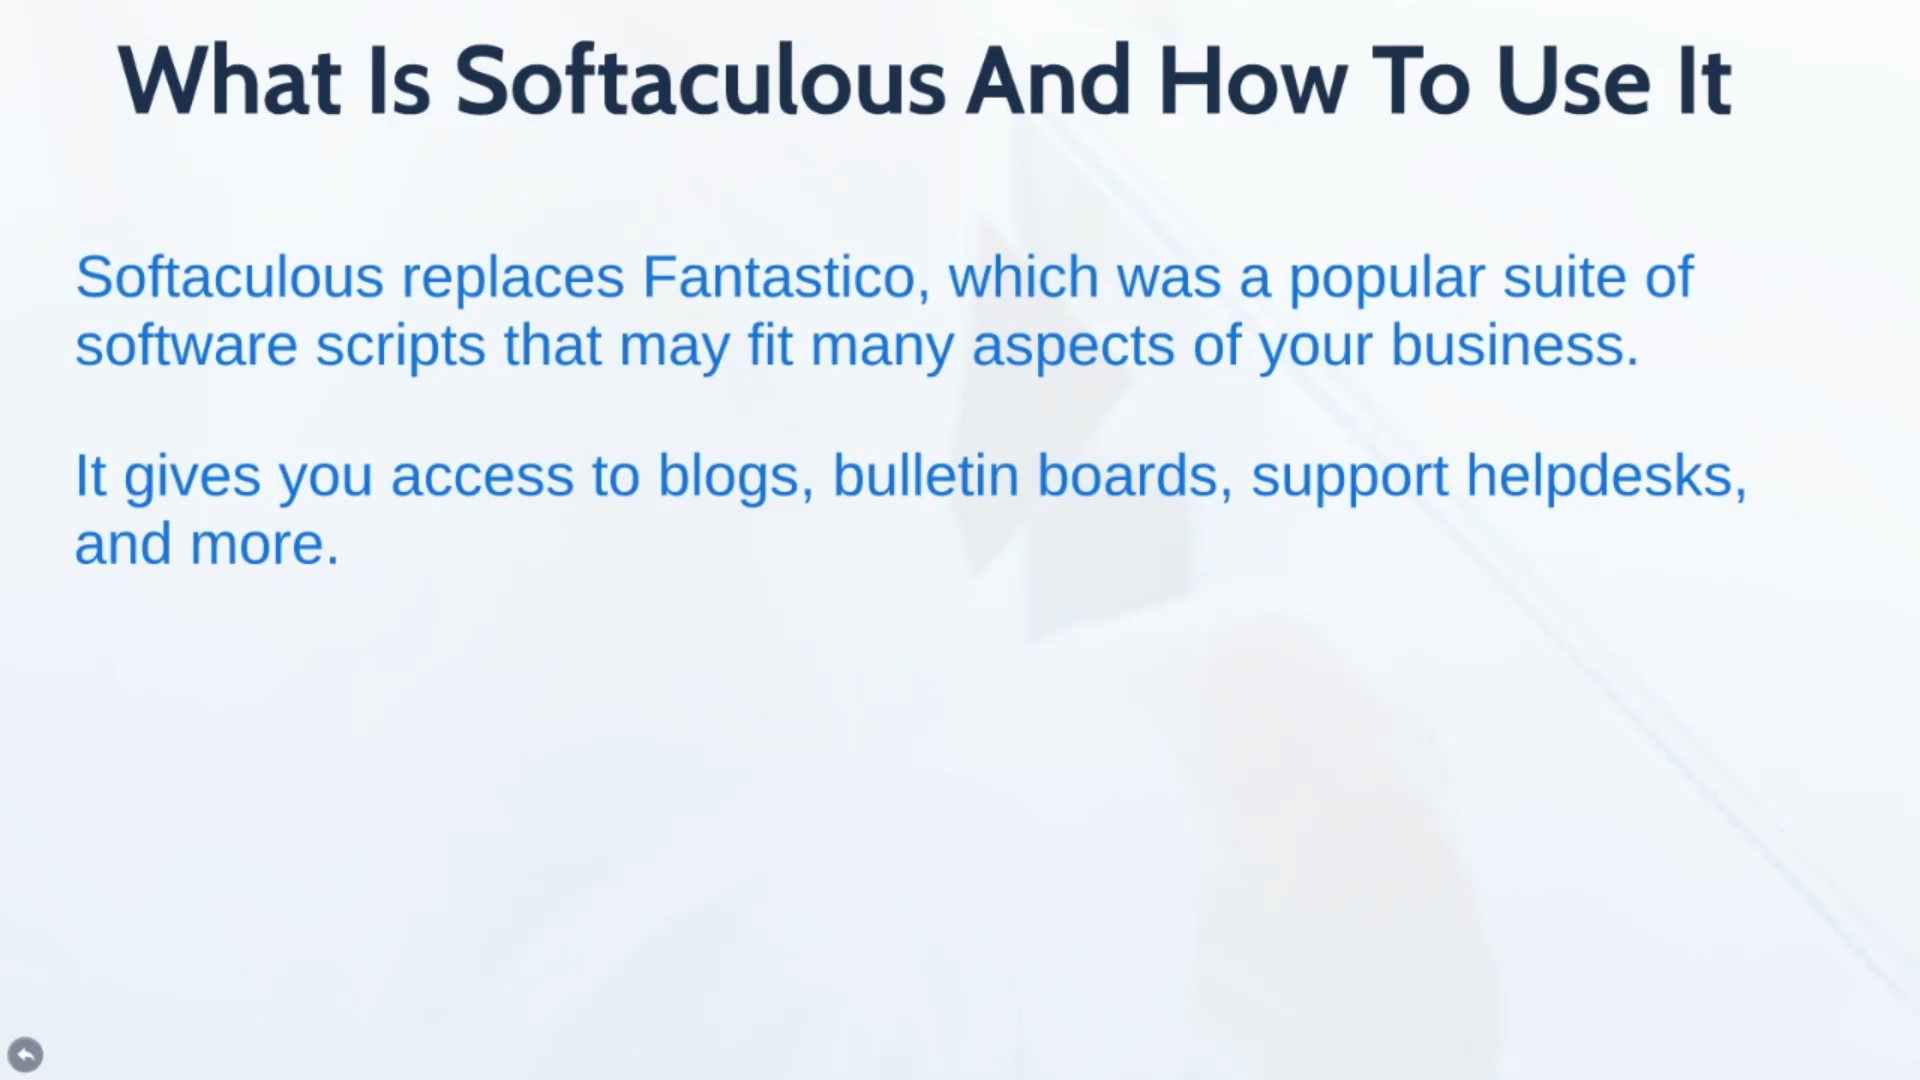 What Is Softaculous And How To Use It
Softaculous replaces Fantastico, which was a popular suite of
software scripts that may fit many aspects of your business.
It gives you access to blogs, bulletin boards, support helpdesks,
and more.